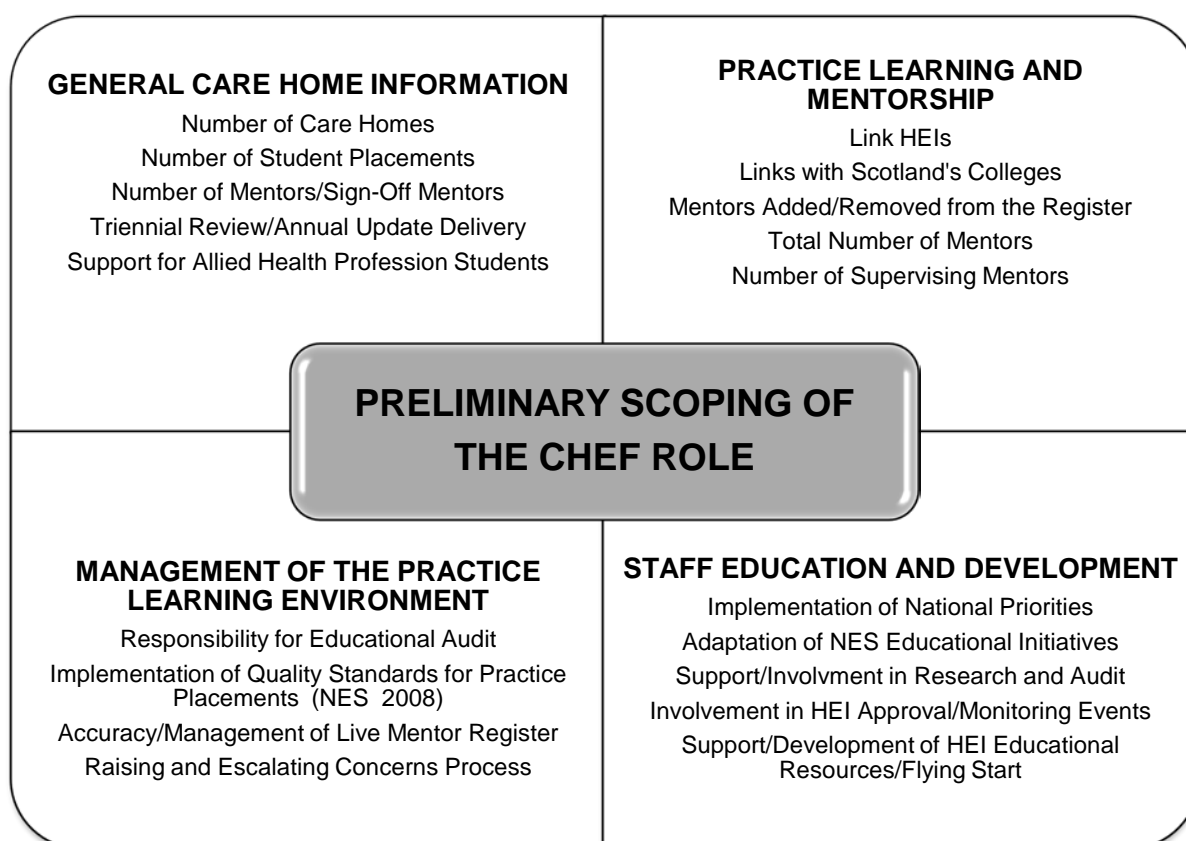 GENERAL CARE HOME INFORMATION
Number of Care Homes
Number of Student Placements
Number of Mentors/Sign-Off Mentors
Triennial Review/Annual Update Delivery
Support for Allied Health Profession Students
PRACTICE LEARNING AND
MENTORSHIP
Link HEIs
Links with Scotland's Colleges
Mentors Added/Removed from the Register
Total Number of Mentors
Number of Supervising Mentors
PRELIMINARY SCOPING OF
THE CHEF ROLE
MANAGEMENT OF THE PRACTICE
LEARNING ENVIRONMENT
Responsibility for Educational Audit
Implementation of Quality Standards for Practice
Placements (NES 2008)
Accuracy/Management of Live Mentor Register
Raising and Escalating Concerns Process
STAFF EDUCATION AND DEVELOPMENT
Implementation of National Priorities
Adaptation of NES Educational Initiatives
Support/Involvment in Research and Audit
Involvement in HEI Approval/Monitoring Events
Support/Development of HEI Educational
Resources/Flying Start